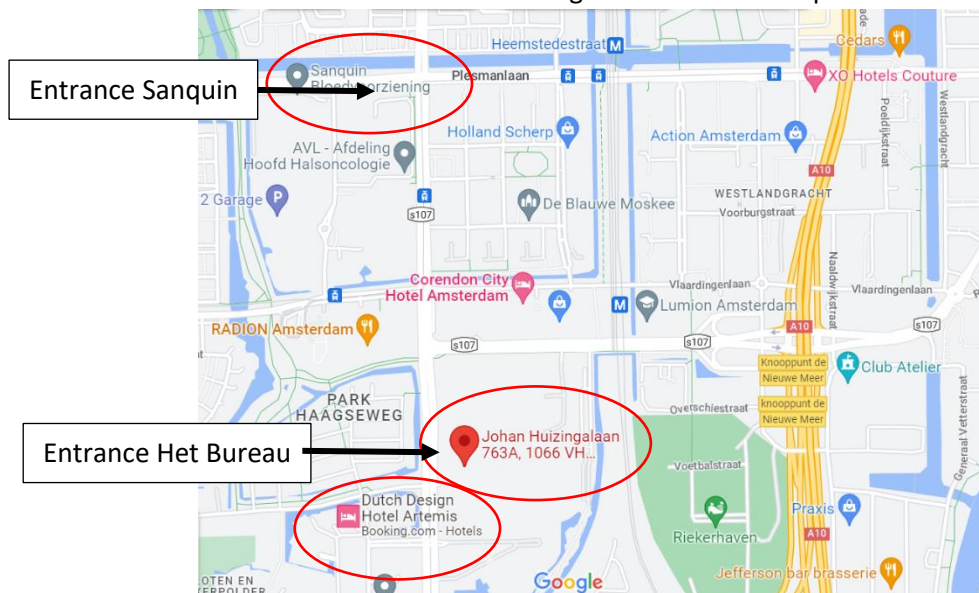 Heemstedestraat M
Cedars
Entrance Sanquin
Sanquin
Bloedvoorziening
Plesmanlaan
XO Hotels Couture
Westlandgracht
Poeldijkstraat
Holland Scherp
Action Amsterdam
AVL - Afdeling
Hoofd Halsoncologie
A10
2 Garage
P
De Blauwe Moskee
WESTLANDGRACHT
Voorburgstraat
s107
Naaldwijkstraat
Corendon City
Hotel Amsterdam
Vlaardingenlaan
Vlaardingenlaan
M
Lumion Amsterdam
RADION Amsterdam
A10
s107
s107
s107
Knooppunt de
Nieuwe Meer
Club Atelier
PARK
HAAGSEWEG
Overschiestraat
knooppunt de
Nieuwe Meer
Generaal Vetterstraat
Entrance Het Bureau
Johan Huizingalaan
763A, 1066 VH...
Voetbalstraat
Dutch Design
Hotel Artemis
Booking.com - Hotels
Praxis
Riekerhaven
A10
LOTEN EN
Google
Jefferson bar brasserie